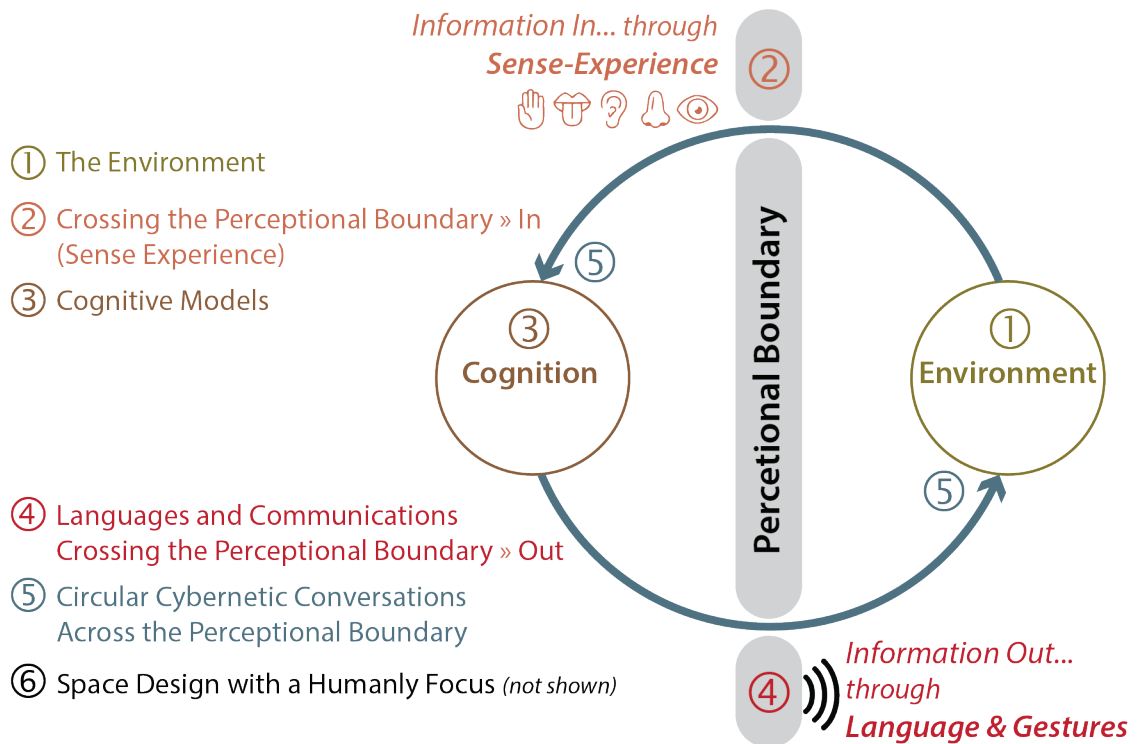 Information In... through
Sense-Experience
②
① The Environment
② Crossing the Perceptional Boundary » In
(Sense Experience)
③ Cognitive Models
⑤
③
Cognition
Percetional Boundary
①
Environment
⑤
④ Languages and Communications
Crossing the Perceptional Boundary » Out
⑤ Circular Cybernetic Conversations
Across the Perceptional Boundary
⑥ Space Design with a Humanly Focus (not shown)
④
Information Out...
through
Language & Gestures